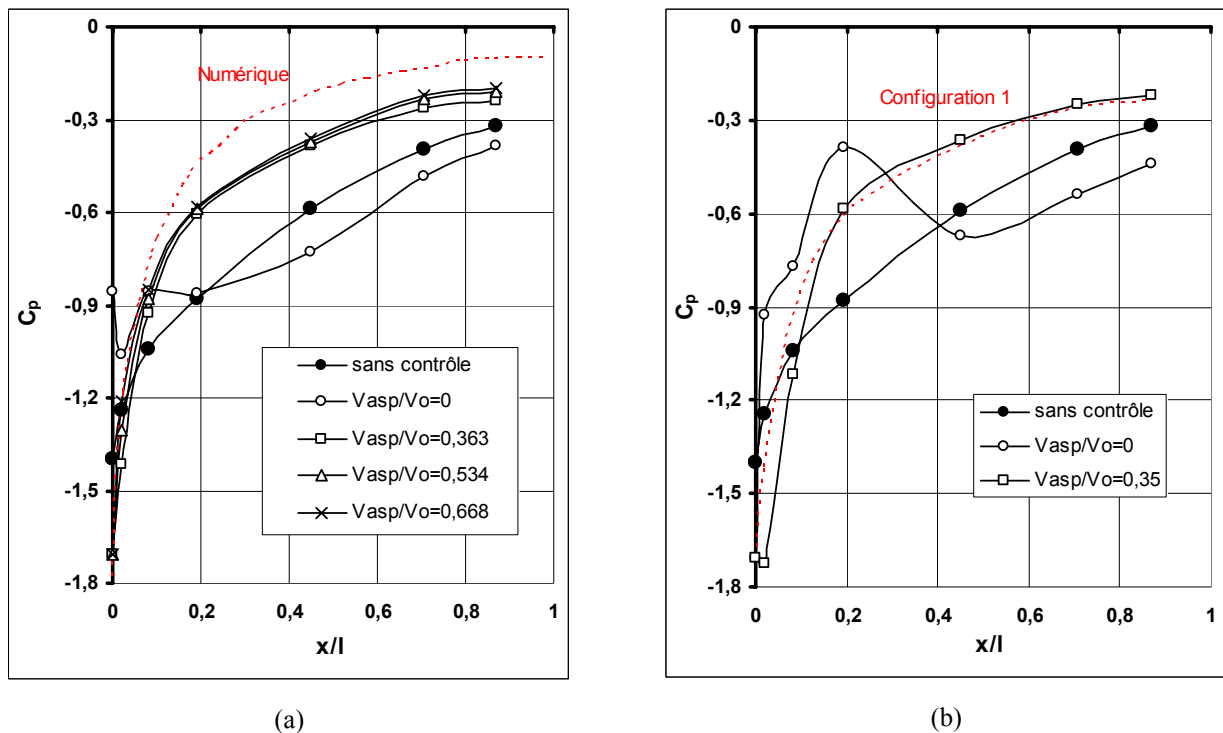 0
-0,3
-0,6
-0,9
-1,2
-1,5
-1,8
Cp
0 0,2 0,4 0,6 0,8 1
x/l
Numérique
sans contrôle
Vasp/Vo=0
Vasp/Vo=0,363
Vasp/Vo=0,534
Vasp/Vo=0,668
(a)
0
-0,3
-0,6
-0,9
-1,2
-1,5
-1,8
Cp
0 0,2 0,4 0,6 0,8 1
x/l
Configuration 1
sans contrôle
Vasp/Vo=0
Vasp/Vo=0,35
(b)